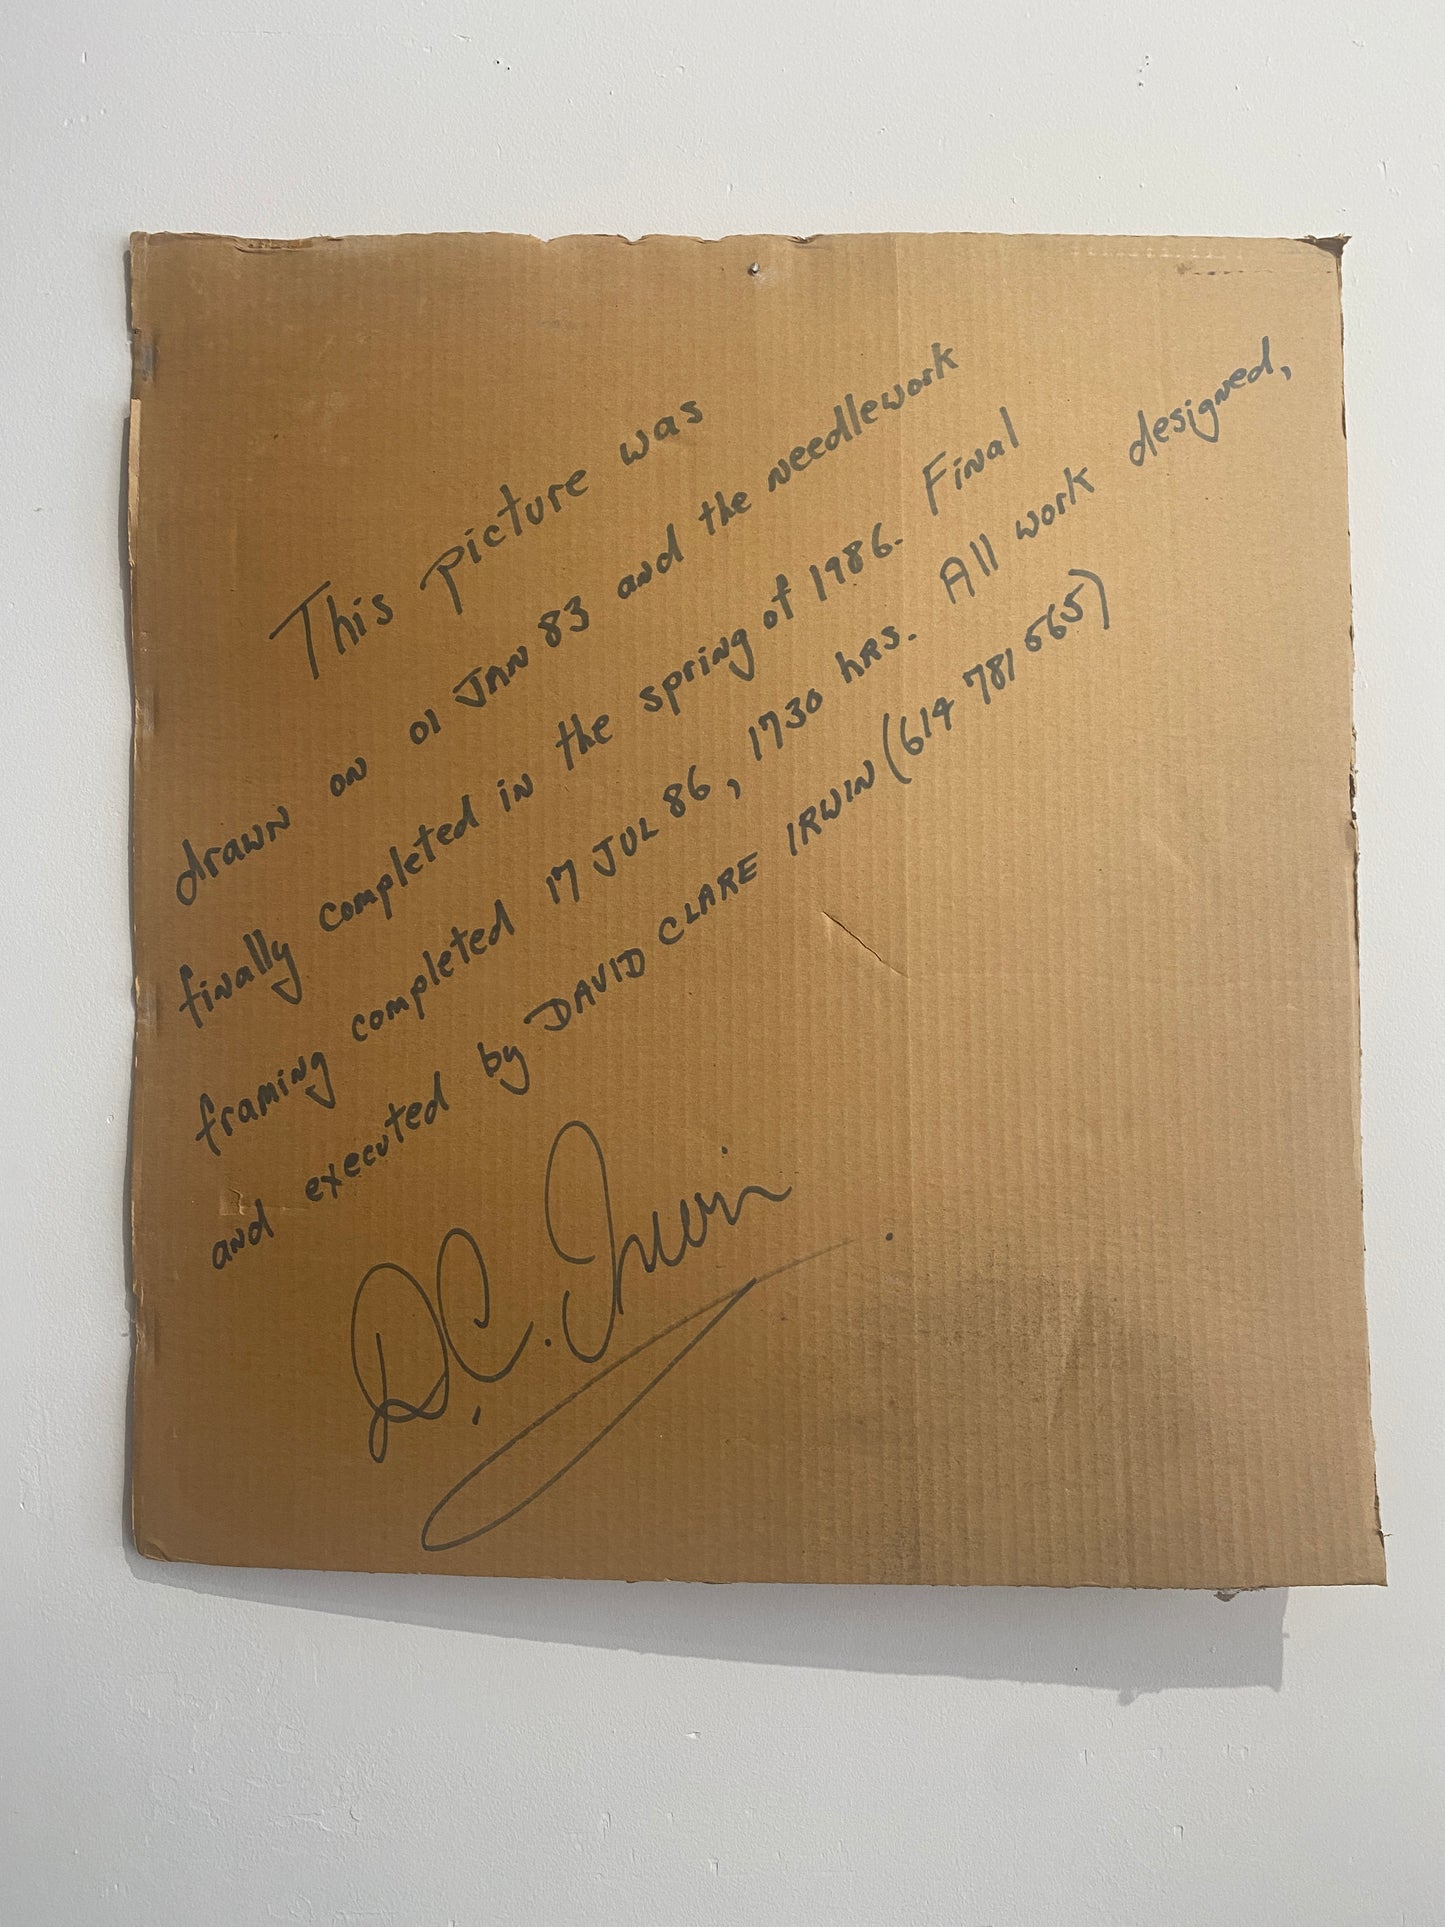 This picture was
drawn on 01 JAN 83 and the needlework
finally completed in the spring of 1986. Final
framing completed 17 JUL 86, 1730 hRS. All work designed,
and executed by DAVID CLARE IRWIN (614 781 565)
D.C. Irwin.